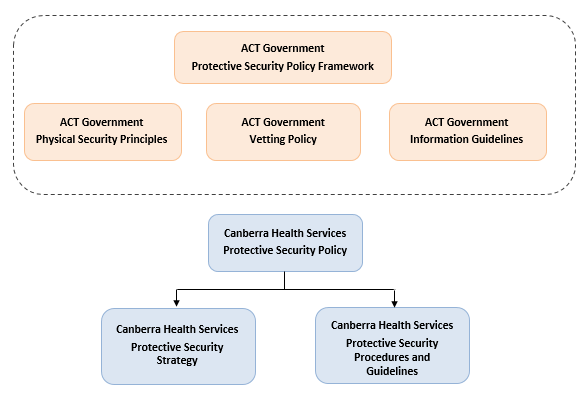 ACT Government
Protective Security Policy Framework
ACT Government
Physical Security Principles
ACT Government
Vetting Policy
ACT Government
Information Guidelines
Canberra Health Services
Protective Security Policy
Canberra Health Services
Protective Security
Strategy
Canberra Health Services
Protective Security
Procedures and
Guidelines